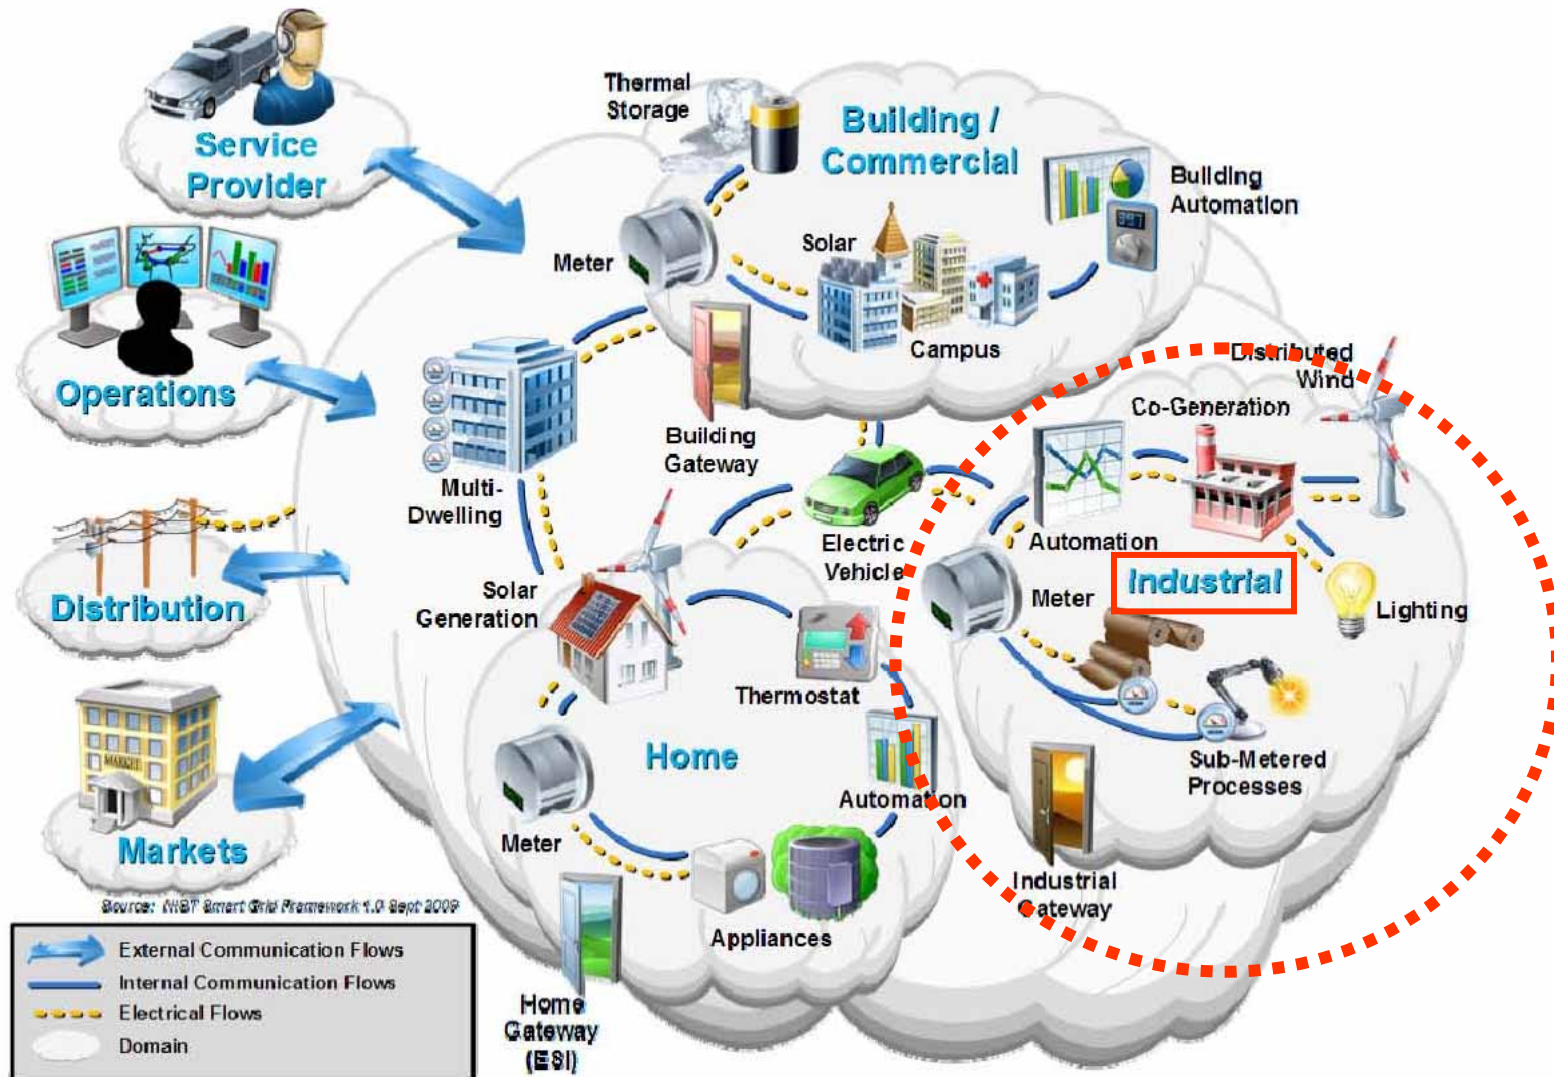 Service
Provider
Operations
Distribution
Markets
Source: NIST Smart Grid Framework 1.0 Sept 2009
External Communication Flows
Internal Communication Flows
Electrical Flows
Domain
Thermal
Storage
Building /
Commercial
Building
Automation
Meter
Solar
Campus
Building
Gateway
Multi-
Dwelling
Electric
Vehicle
Solar
Generation
Thermostat
Home
Automation
Meter
Appliances
Home
Gateway
(ESI)
Distributed
Wind
Co-Generation
Automation
Meter
Industrial
Lighting
Sub-Metered
Processes
Industrial
Gateway
MARKET